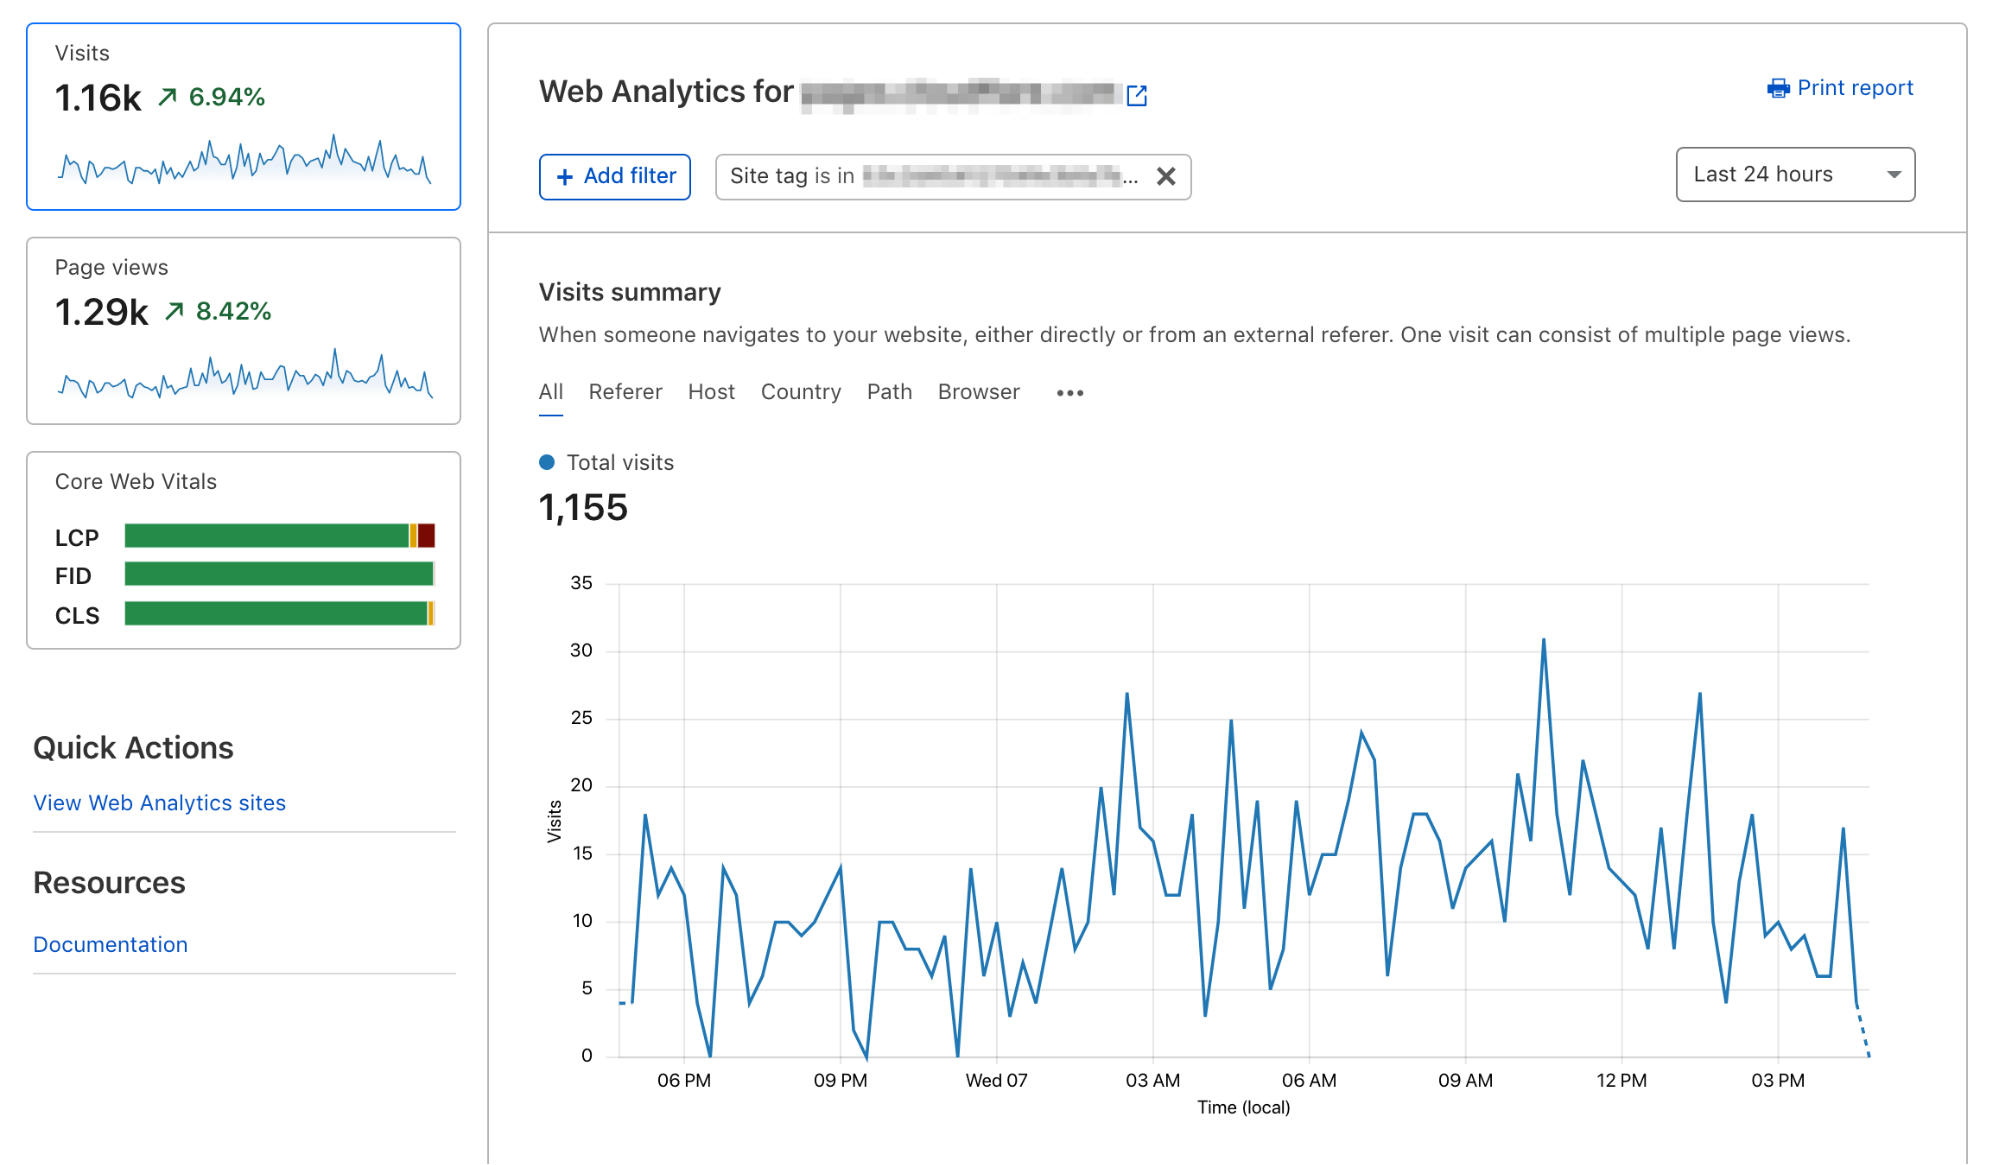 Visits
1.16k 6.94%
Page views
1.29k 8.42%
Core Web Vitals
LCP
FID
CLS
Quick Actions
View Web Analytics sites
Resources
Documentation
Web Analytics for
Print report
+ Add filter
Site tag is in ... ✕
Last 24 hours
Visits summary
When someone navigates to your website, either directly or from an external referer. One visit can consist of multiple page views.
All Referer Host Country Path Browser •••
Total visits
1,155
35
30
25
20
15
10
5
0
Visits
06 PM 09 PM Wed 07 03 AM 06 AM 09 AM 12 PM 03 PM
Time (local)